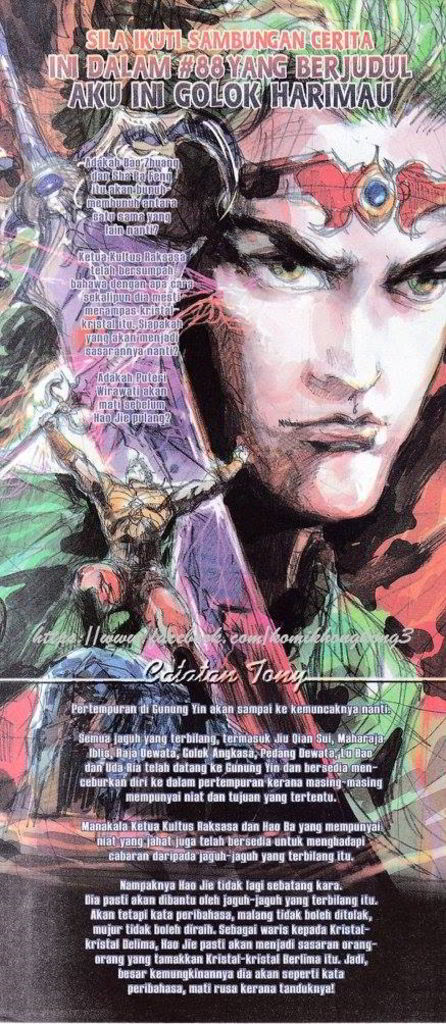 SILA IKUTI SAMBUNGAN CERITA
INI DALAM #88 YANG BERJUDUL
AKU INI GOLOK HARIMAU
Adakah Bao Zhuang
dan Sha Ba Feng
itu akan bunuh-
membunuh antara
satu sama yang
lain nanti?
Ketua Kultus Raksasa
telah bersumpah
bahawa dengan apa cara
sekalipun dia mesti
merampas kristal-
kristal itu. Siapakah
yang akan menjadi
sasarannya nanti?
Adakah Puteri
Wirawati akan
mati sebelum
Hao Jie pulang?
https://www.facebook.com/komikhongkong3
Catatan Tony
Pertempuran di Gunung Yin akan sampai ke kemuncaknya nanti.
Semua jaguh yang terbilang, termasuk Jiu Qian Sui, Maharaja
Iblis, Raja Dewata, Golok Angkasa, Pedang Dewata, Lu Bao
dan Uda Ria telah datang ke Gunung Yin dan bersedia men-
ceburkan diri ke dalam pertempuran kerana masing-masing
mempunyai niat dan tujuan yang tertentu.
Manakala Ketua Kultus Raksasa dan Hao Ba yang mempunyai
niat yang jahat juga telah bersedia untuk menghadapi
cabaran daripada jaguh-jaguh yang terbilang itu.
Nampaknya Hao Jie tidak lagi sebatang kara.
Dia pasti akan dibantu oleh jaguh-jaguh yang terbilang itu.
Akan tetapi kata peribahasa, malang tidak boleh ditolak,
mujur tidak boleh diraih. Sebagai waris kepada Kristal-
kristal Delima, Hao Jie pasti akan menjadi sasaran orang-
orang yang tamakkan Kristal-kristal Berlima itu. Jadi,
besar kemungkinannya dia akan seperti kata
peribahasa, mati rusa kerana tanduknya!